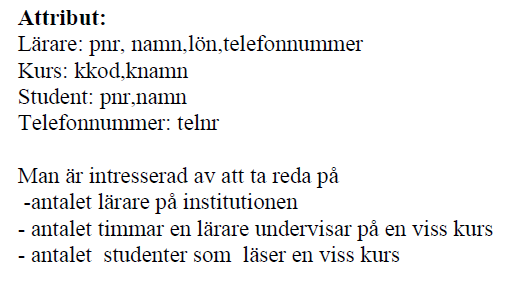 Attribut:
Lärare: pnr, namn,lön,telefonnummer
Kurs: kkod,knamn
Student: pnr,namn
Telefonnummer: telnr
Man är intresserad av att ta reda på
-antalet lärare på institutionen
- antalet timmar en lärare undervisar på en viss kurs
- antalet studenter som läser en viss kurs